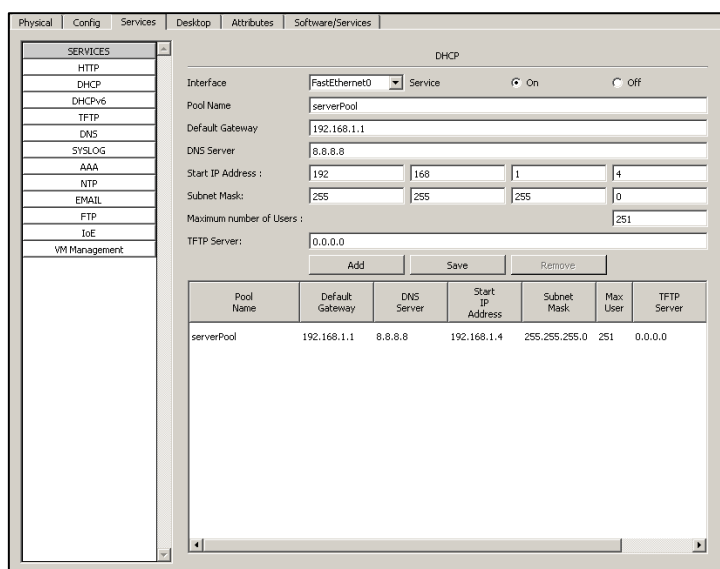 Physical Config Services Desktop Attributes Software/Services
SERVICES
HTTP
DHCP
DHCPv6
TFTP
DNS
SYSLOG
AAA
NTP
EMAIL
FTP
IoE
VM Management
DHCP
Interface FastEthernet0 Service On Off
Pool Name serverPool
Default Gateway 192.168.1.1
DNS Server 8.8.8.8
Start IP Address : 192 168 1 4
Subnet Mask: 255 255 255 0
Maximum number of Users : 251
TFTP Server: 0.0.0.0
Add Save Remove
Pool Name Default Gateway DNS Server Start IP Address Subnet Mask Max User TFTP Server
serverPool 192.168.1.1 8.8.8.8 192.168.1.4 255.255.255.0 251 0.0.0.0